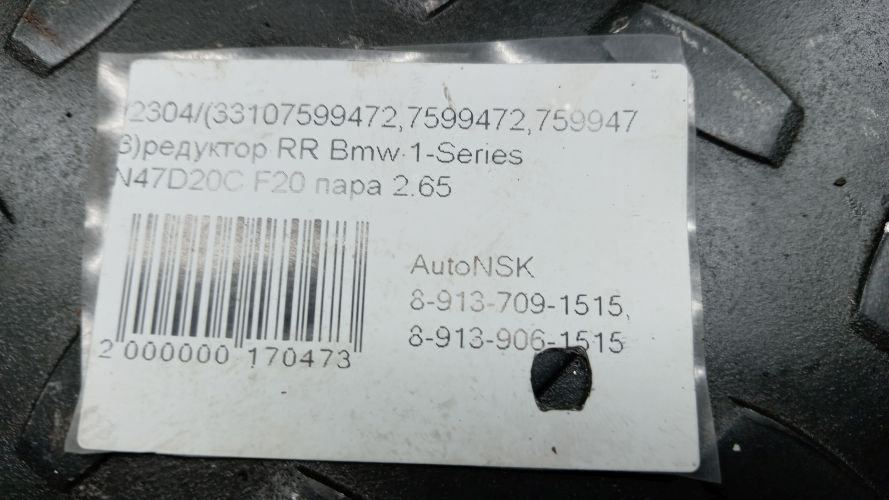 /2304/(33107599472,7599472,759947
3)редуктор RR Bmw 1-Series
N47D20C F20 пара 2.65
AutoNSK
8-913-709-1515,
8-913-906-1515
2 000000 170473